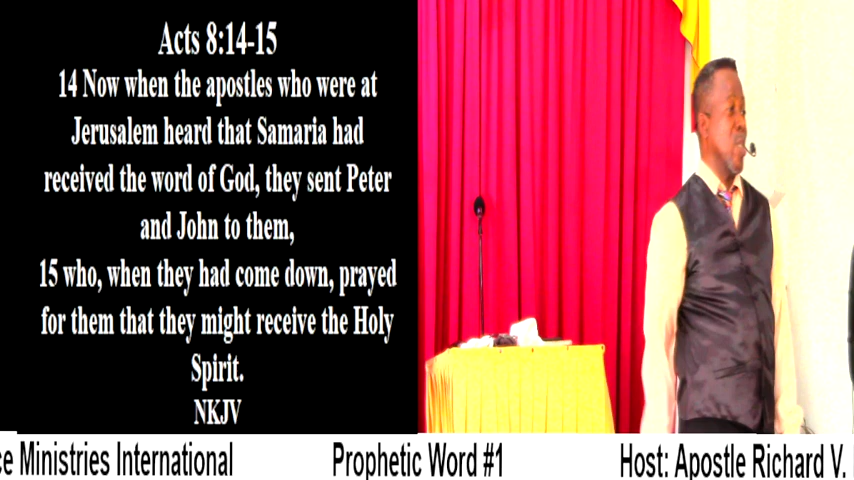 Acts 8:14-15
14 Now when the apostles who were at
Jerusalem heard that Samaria had
received the word of God, they sent Peter
and John to them,
15 who, when they had come down, prayed
for them that they might receive the Holy
Spirit.
NKJV
Ministries International Prophetic Word #1 Host: Apostle Richard V.